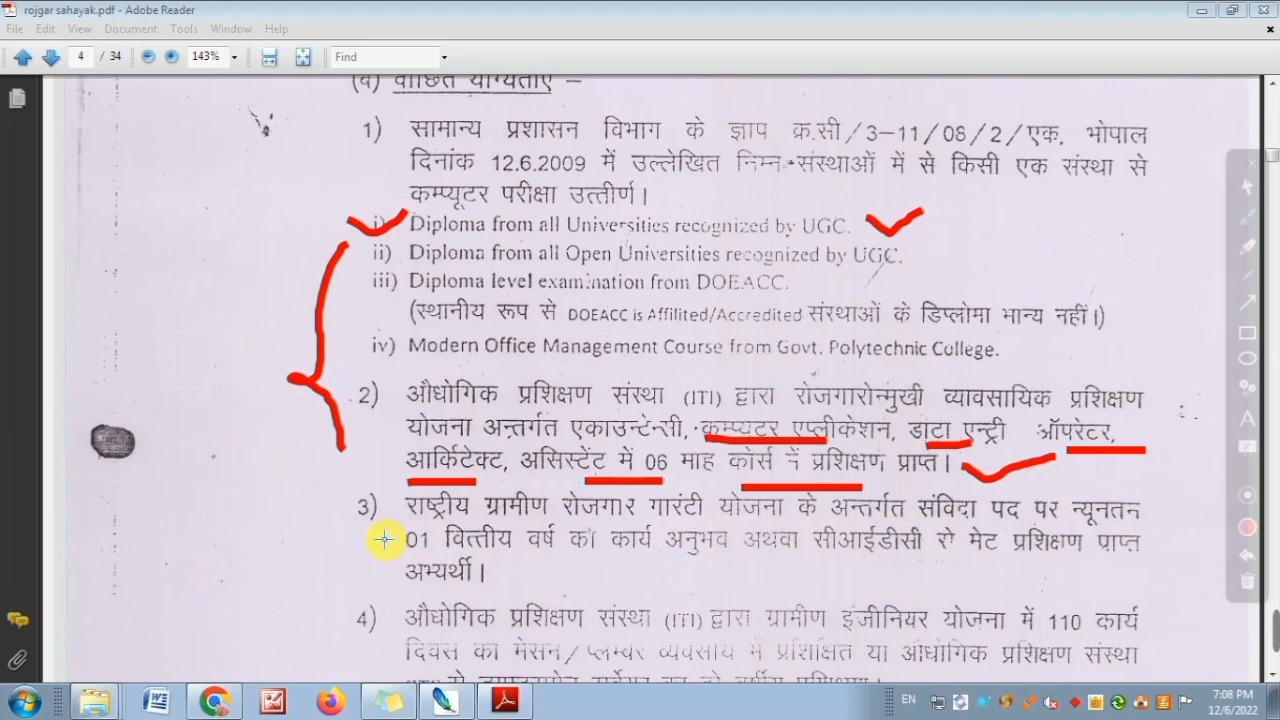 rojgar sahayak.pdf - Adobe Reader
File Edit View Document Tools Window Help
4 / 34 143% Find
(ब) वांछित योग्यताएं –
1) सामान्य प्रशासन विभाग के ज्ञाप क्र.सी/3–11/08/2/एक, भोपाल
दिनांक 12.6.2009 में उल्लेखित निम्न संस्थाओं में से किसी एक संस्था से
कम्प्यूटर परीक्षा उत्तीर्ण।
i) Diploma from all Universities recognized by UGC.
ii) Diploma from all Open Universities recognized by UGC.
iii) Diploma level examination from DOEACC.
(स्थानीय रूप से DOEACC is Affilited/Accredited संस्थाओं के डिप्लोमा भान्य नहीं।)
iv) Modern Office Management Course from Govt. Polytechnic College.
2) औधोगिक प्रशिक्षण संस्था (ITI) द्वारा रोजगारोन्मुखी व्यावसायिक प्रशिक्षण
योजना अन्तर्गत एकाउन्टेन्सी, कम्प्यूटर एप्लीकेशन, डांटा एन्ट्री ऑपरेटर,
आर्किटेक्ट, असिस्टेंट में 06 माह कोर्स में प्रशिक्षण प्राप्त।
3) राष्ट्रीय ग्रामीण रोजगार गारंटी योजना के अन्तर्गत संविदा पद पर न्यूनतन
01 वित्तीय वर्ष का कार्य अनुभव अथवा सीआईडीसी से मेट प्रशिक्षण प्राप्त
अभ्यर्थी।
4) औधोगिक प्रशिक्षण संस्था (ITI) द्वारा ग्रामीण इंजीनियर योजना में 110 कार्य
दिवस का मेसन/प्लम्बर व्यवसाय में प्रशिक्षित या औधोगिक प्रशिक्षण संस्था
EN
7:08 PM
12/6/2022